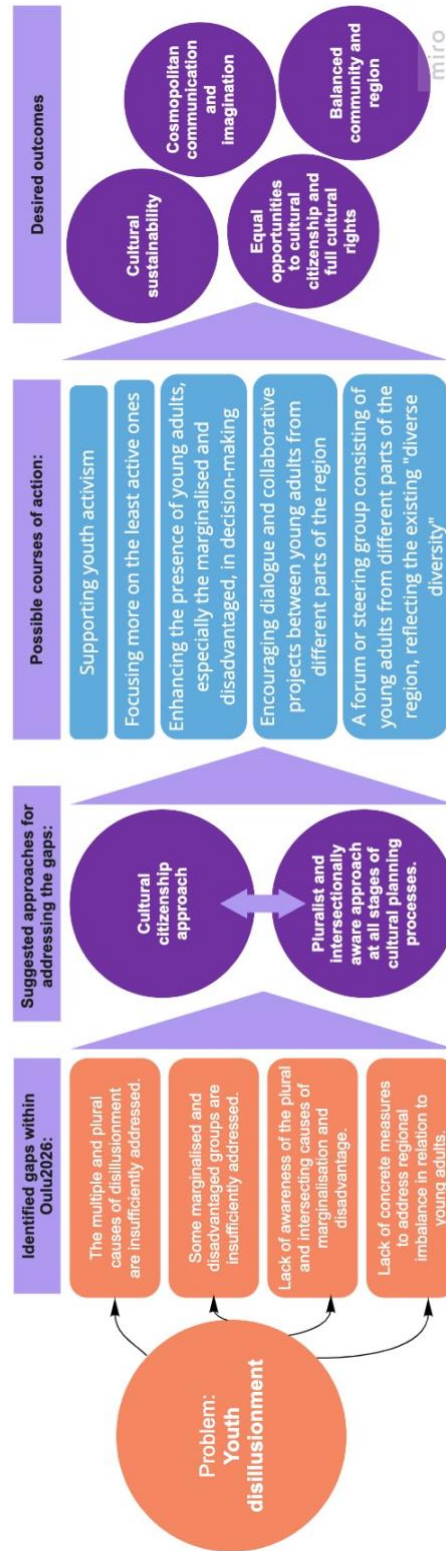 Problem:
Youth
disillusionment
Identified gaps within
Oulu2026:
The multiple and plural
causes of disillusionment
are insufficiently addressed.
Some marginalised and
disadvantaged groups are
insufficiently addressed.
Lack of awareness of the plural
and intersecting causes of
marginalisation and
disadvantage.
Lack of concrete measures
to address regional
imbalance in relation to
young adults.
Suggested approaches for
addressing the gaps:
Cultural
citizenship
approach
Pluralist and
intersectionally
aware approach
at all stages of
cultural planning
processes.
Possible courses of action:
Supporting youth activism
Focusing more on the least active ones
Enhancing the presence of young adults,
especially the marginalised and
disadvantaged, in decision-making
Encouraging dialogue and collaborative
projects between young adults from
different parts of the region
A forum or steering group consisting of
young adults from different parts of the
region, reflecting the existing "diverse
diversity"
Desired outcomes
Cultural
sustainability
Cosmopolitan
communication
and
imagination
Equal
opportunities
to cultural
citizenship and
full cultural
rights
Balanced
community and
region
miro